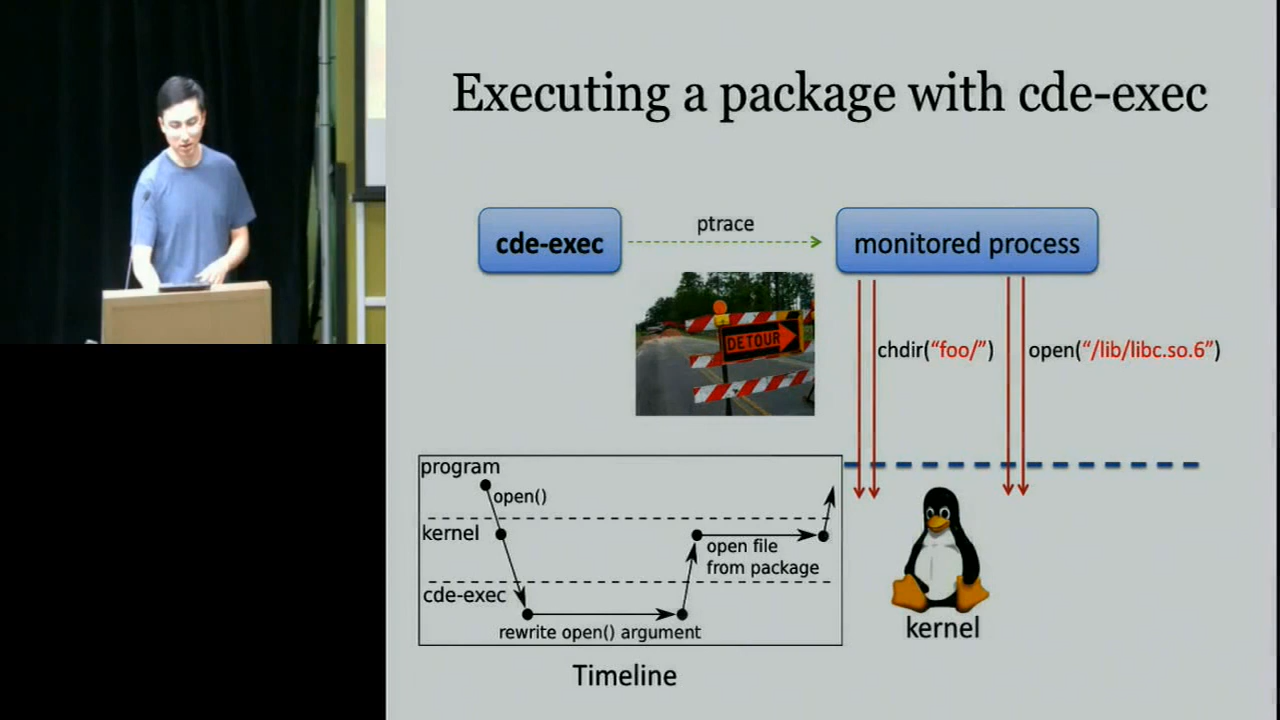 Executing a package with cde-exec
cde-exec
ptrace
monitored process
DETOUR
chdir(“foo/”)
open(“/lib/libc.so.6”)
program
open()
kernel
open file
from package
cde-exec
rewrite open() argument
Timeline
kernel